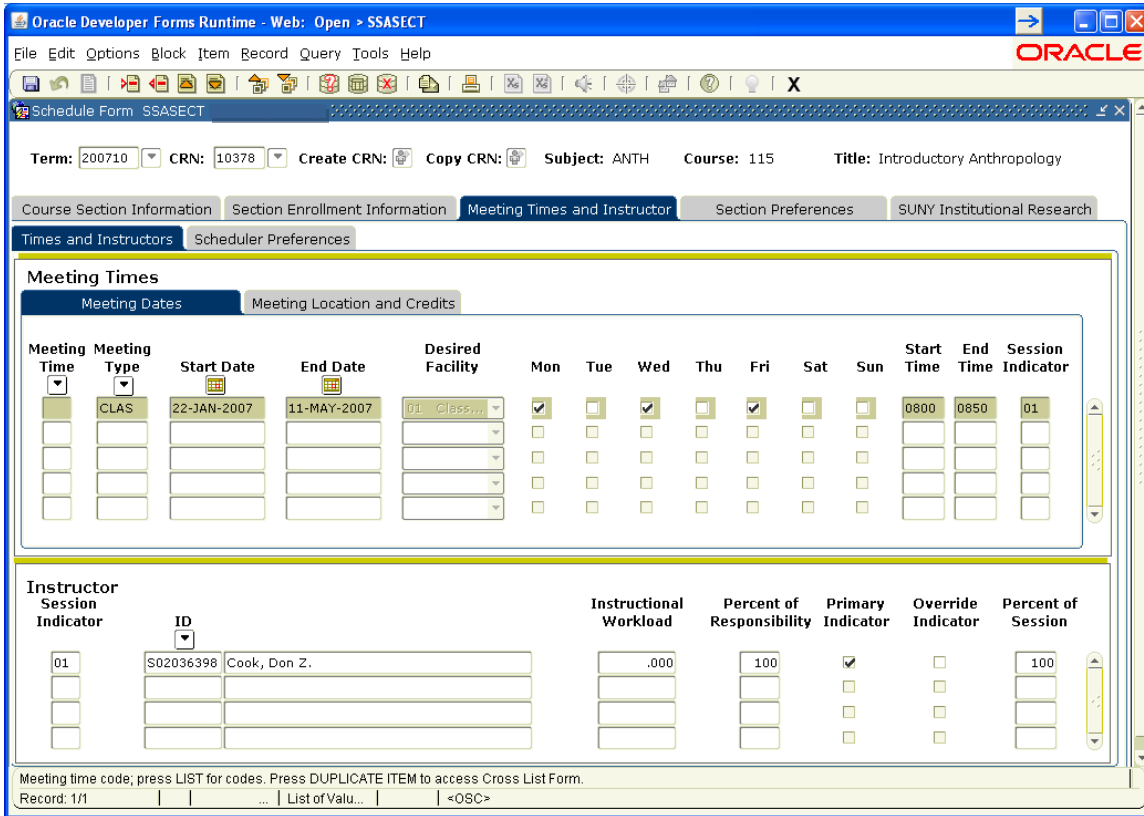 Oracle Developer Forms Runtime - Web: Open > SSASECT
File Edit Options Block Item Record Query Tools Help
ORACLE
X
Schedule Form SSASECT
Term: 200710 CRN: 10378 Create CRN: Copy CRN: Subject: ANTH Course: 115 Title: Introductory Anthropology
Course Section Information Section Enrollment Information Meeting Times and Instructor Section Preferences SUNY Institutional Research
Times and Instructors Scheduler Preferences
Meeting Times
Meeting Dates Meeting Location and Credits
Meeting Meeting Desired Start End Session
Time Type Start Date End Date Facility Mon Tue Wed Thu Fri Sat Sun Time Time Indicator
CLAS 22-JAN-2007 11-MAY-2007 01 Class... 0800 0850 01
Instructor
Session Instructional Percent of Primary Override Percent of
Indicator ID Workload Responsibility Indicator Indicator Session
01 S02036398 Cook, Don Z. .000 100 100
Meeting time code; press LIST for codes. Press DUPLICATE ITEM to access Cross List Form.
Record: 1/1 ... List of Valu... <OSC>